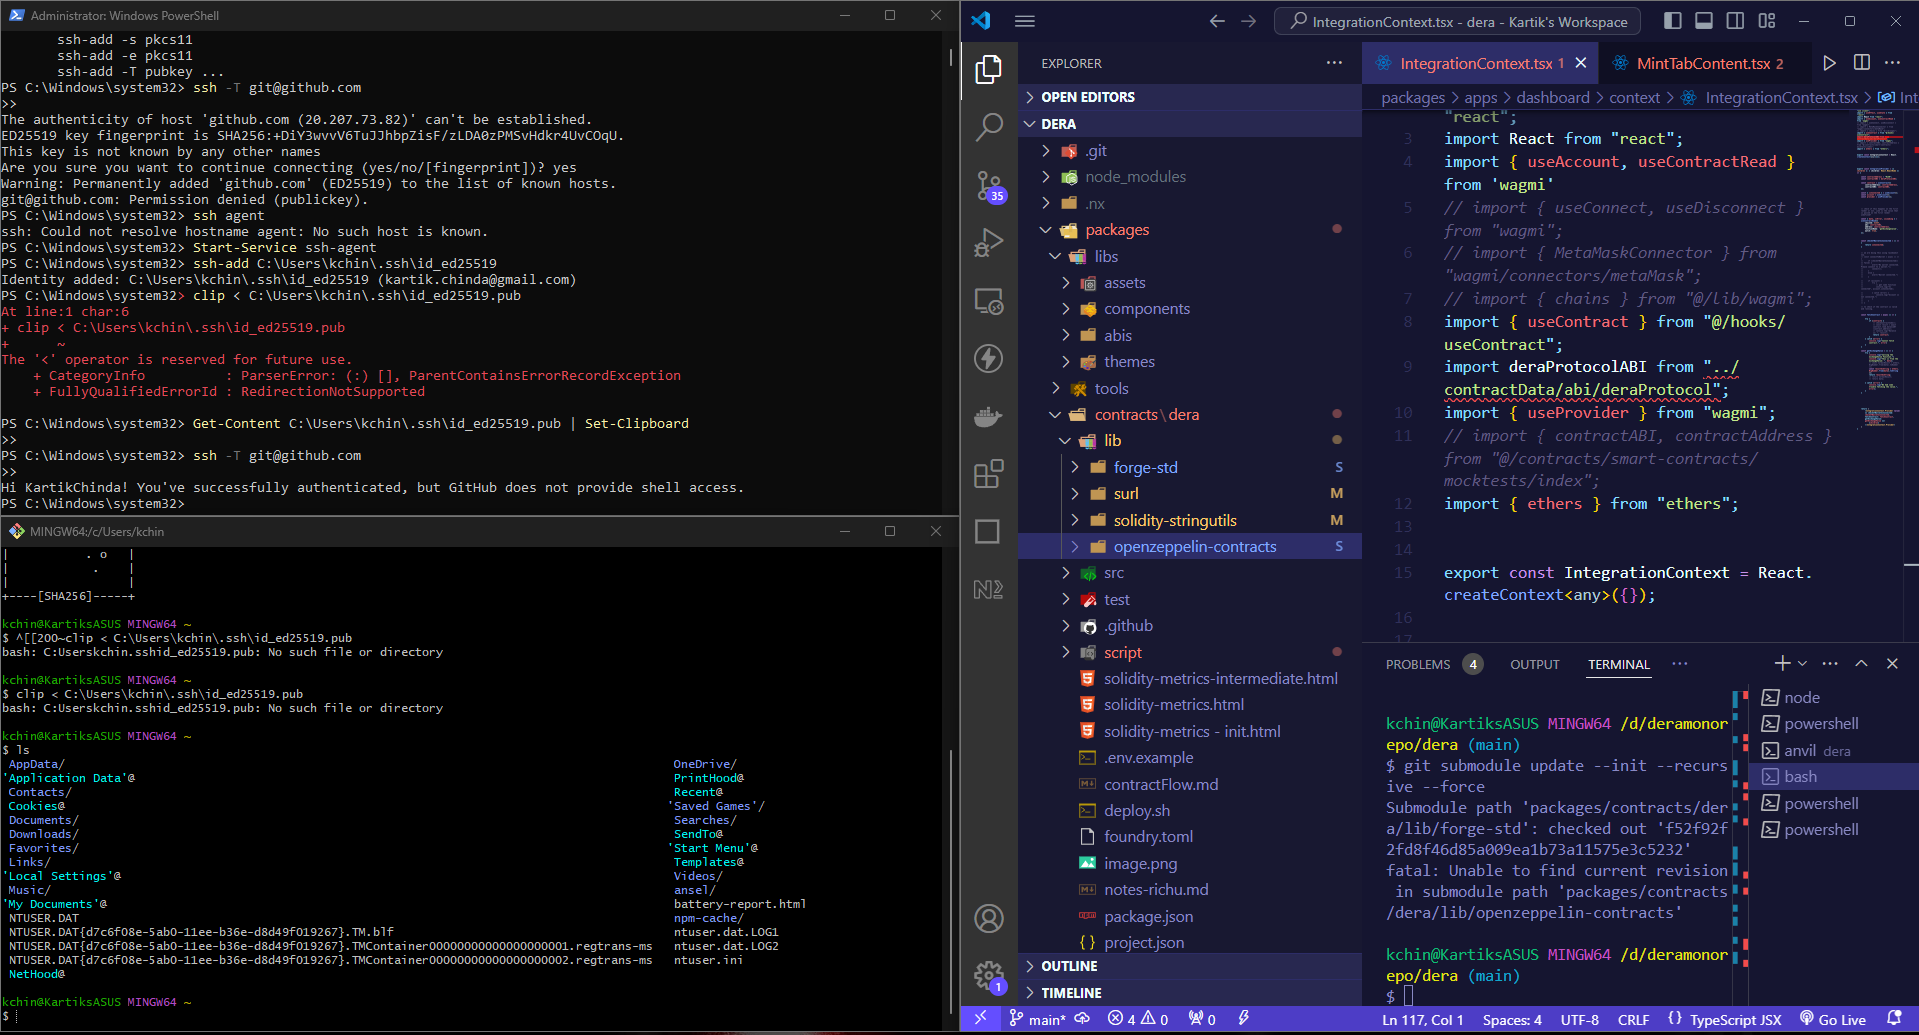 Administrator: Windows PowerShell
ssh-add -s pkcs11
ssh-add -e pkcs11
ssh-add -T pubkey ...
PS C:\Windows\system32> ssh -T git@github.com
>>
The authenticity of host 'github.com (20.207.73.82)' can't be established.
ED25519 key fingerprint is SHA256:+DiY3wvvV6TuJJhbpZisF/zLDA0zPMSvHdkr4UvCOqU.
This key is not known by any other names
Are you sure you want to continue connecting (yes/no/[fingerprint])? yes
Warning: Permanently added 'github.com' (ED25519) to the list of known hosts.
git@github.com: Permission denied (publickey).
PS C:\Windows\system32> ssh agent
ssh: Could not resolve hostname agent: No such host is known.
PS C:\Windows\system32> Start-Service ssh-agent
PS C:\Windows\system32> ssh-add C:\Users\kchin\.ssh\id_ed25519
Identity added: C:\Users\kchin\.ssh\id_ed25519 (kartik.chinda@gmail.com)
PS C:\Windows\system32> clip < C:\Users\kchin\.ssh\id_ed25519.pub
At line:1 char:6
+ clip < C:\Users\kchin\.ssh\id_ed25519.pub
+      ~
The '<' operator is reserved for future use.
+ CategoryInfo          : ParserError: (:) [], ParentContainsErrorRecordException
+ FullyQualifiedErrorId : RedirectionNotSupported
PS C:\Windows\system32> Get-Content C:\Users\kchin\.ssh\id_ed25519.pub | Set-Clipboard
>>
PS C:\Windows\system32> ssh -T git@github.com
>>
Hi KartikChinda! You've successfully authenticated, but GitHub does not provide shell access.
PS C:\Windows\system32>
MINGW64:/c/Users/kchin
|         . o   |
|          .    |
|               |
+----[SHA256]-----+
kchin@KartiksASUS MINGW64 ~
$ ^[[200~clip < C:\Users\kchin\.ssh\id_ed25519.pub
bash: C:Userskchin.sshid_ed25519.pub: No such file or directory
kchin@KartiksASUS MINGW64 ~
$ clip < C:\Users\kchin\.ssh\id_ed25519.pub
bash: C:Userskchin.sshid_ed25519.pub: No such file or directory
kchin@KartiksASUS MINGW64 ~
$ ls
AppData/ OneDrive/
'Application Data'@ PrintHood@
Contacts/ Recent@
Cookies@ 'Saved Games'/
Documents/ Searches/
Downloads/ SendTo@
Favorites/ 'Start Menu'@
Links/ Templates@
'Local Settings'@ Videos/
Music/ ansel/
'My Documents'@ battery-report.html
NTUSER.DAT npm-cache/
NTUSER.DAT{d7c6f08e-5ab0-11ee-b36e-d8d49f019267}.TM.blf ntuser.dat.LOG1
NTUSER.DAT{d7c6f08e-5ab0-11ee-b36e-d8d49f019267}.TMContainer00000000000000000001.regtrans-ms ntuser.dat.LOG2
NTUSER.DAT{d7c6f08e-5ab0-11ee-b36e-d8d49f019267}.TMContainer00000000000000000002.regtrans-ms ntuser.ini
NetHood@
kchin@KartiksASUS MINGW64 ~
$
IntegrationContext.tsx - dera - Kartik's Workspace
35
1
EXPLORER
OPEN EDITORS
DERA
.git
node_modules
.nx
packages
libs
assets
components
abis
themes
tools
contracts\dera
lib
forge-std S
surl M
solidity-stringutils M
openzeppelin-contracts S
src
test
.github
script
solidity-metrics-intermediate.html
solidity-metrics.html
solidity-metrics - init.html
.env.example
contractFlow.md
deploy.sh
foundry.toml
image.png
notes-richu.md
package.json
project.json
OUTLINE
TIMELINE
IntegrationContext.tsx 1
MintTabContent.tsx 2
packages > apps > dashboard > context > IntegrationContext.tsx > Int
"react";
3 import React from "react";
4 import { useAccount, useContractRead }
from 'wagmi'
5 // import { useConnect, useDisconnect }
from "wagmi";
6 // import { MetaMaskConnector } from
"wagmi/connectors/metaMask";
7 // import { chains } from "@/lib/wagmi";
8 import { useContract } from "@/hooks/
useContract";
9 import deraProtocolABI from "../
contractData/abi/deraProtocol";
10 import { useProvider } from "wagmi";
11 // import { contractABI, contractAddress }
from "@/contracts/smart-contracts/
mocktests/index";
12 import { ethers } from "ethers";
13
14
15 export const IntegrationContext = React.
createContext<any>({});
16
17
PROBLEMS 4 OUTPUT TERMINAL
kchin@KartiksASUS MINGW64 /d/deramonor
epo/dera (main)
$ git submodule update --init --recurs
ive --force
Submodule path 'packages/contracts/der
a/lib/forge-std': checked out 'f52f92f
2fd8f46d85a009ea1b73a11575e3c5232'
fatal: Unable to find current revision
in submodule path 'packages/contracts
/dera/lib/openzeppelin-contracts'
kchin@KartiksASUS MINGW64 /d/deramonor
epo/dera (main)
$
node
powershell
anvil dera
bash
powershell
powershell
main* 4 0 0 Ln 117, Col 1 Spaces: 4 UTF-8 CRLF {} TypeScript JSX Go Live